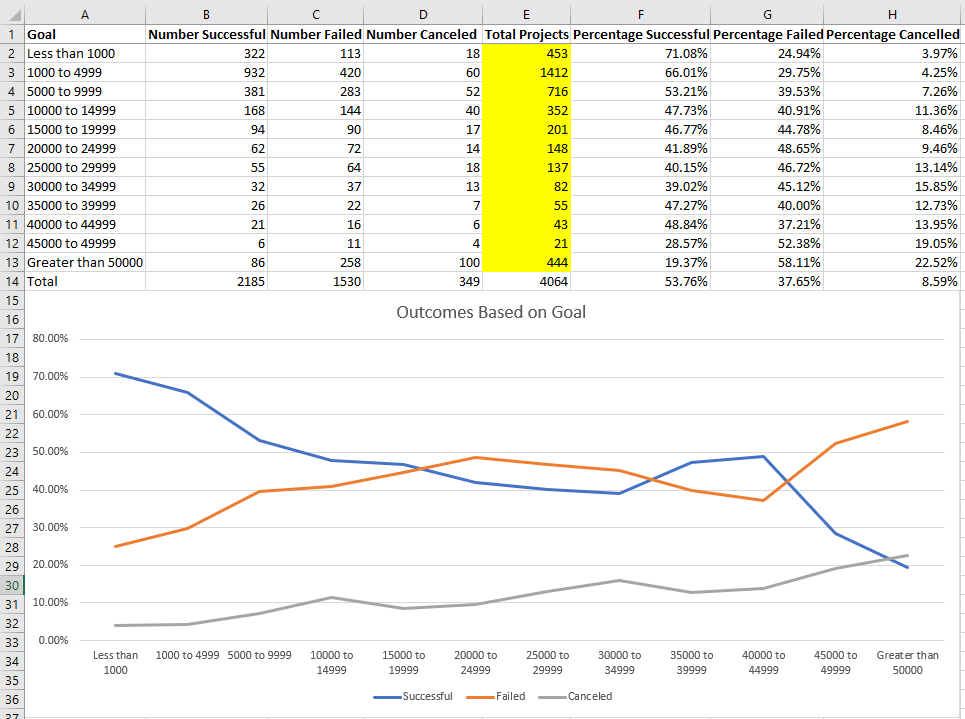 A B C D E F G H
1 Goal Number Successful Number Failed Number Canceled Total Projects Percentage Successful Percentage Failed Percentage Cancelled
2 Less than 1000 322 113 18 453 71.08% 24.94% 3.97%
3 1000 to 4999 932 420 60 1412 66.01% 29.75% 4.25%
4 5000 to 9999 381 283 52 716 53.21% 39.53% 7.26%
5 10000 to 14999 168 144 40 352 47.73% 40.91% 11.36%
6 15000 to 19999 94 90 17 201 46.77% 44.78% 8.46%
7 20000 to 24999 62 72 14 148 41.89% 48.65% 9.46%
8 25000 to 29999 55 64 18 137 40.15% 46.72% 13.14%
9 30000 to 34999 32 37 13 82 39.02% 45.12% 15.85%
10 35000 to 39999 26 22 7 55 47.27% 40.00% 12.73%
11 40000 to 44999 21 16 6 43 48.84% 37.21% 13.95%
12 45000 to 49999 6 11 4 21 28.57% 52.38% 19.05%
13 Greater than 50000 86 258 100 444 19.37% 58.11% 22.52%
14 Total 2185 1530 349 4064 53.76% 37.65% 8.59%
15
16 Outcomes Based on Goal
17 80.00%
18
19 70.00%
20
21 60.00%
22
23 50.00%
24
25 40.00%
26
27 30.00%
28
29 20.00%
30
31 10.00%
32
33 0.00%
34 Less than 1000 to 4999 5000 to 9999 10000 to 15000 to 20000 to 25000 to 30000 to 35000 to 40000 to 45000 to Greater than
1000 14999 19999 24999 29999 34999 39999 44999 49999 50000
35
36 Successful Failed Canceled
37